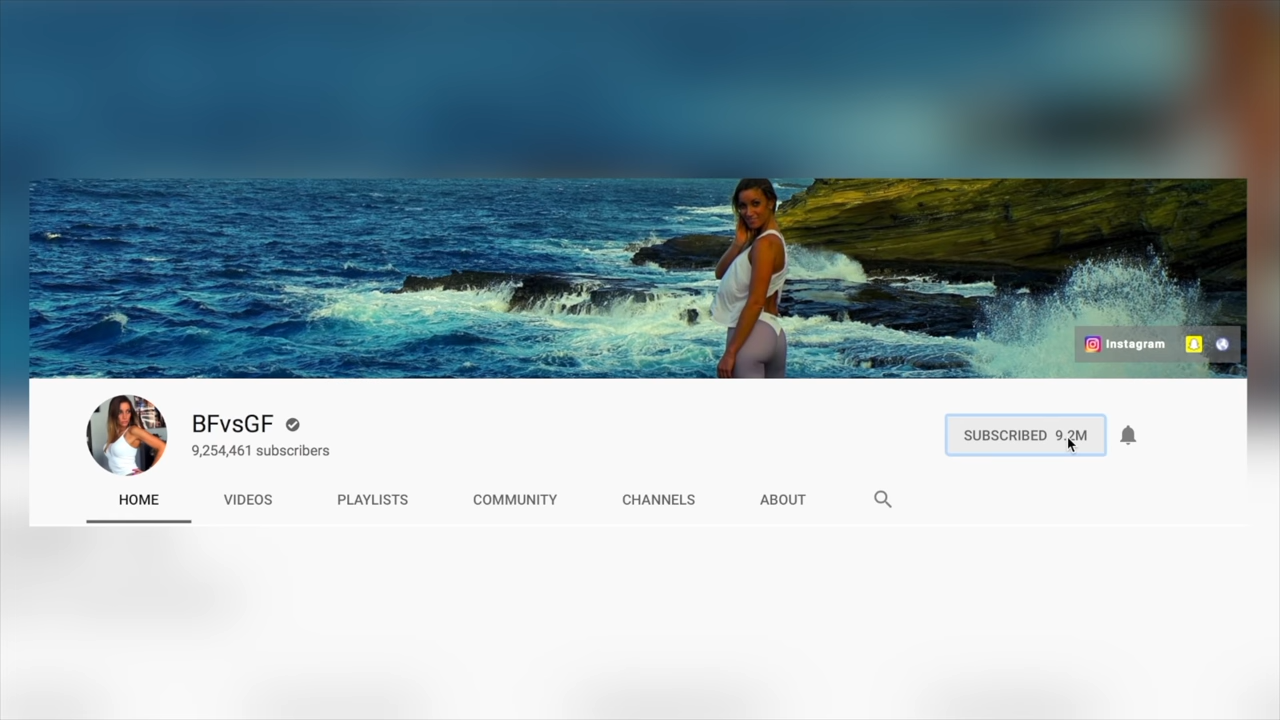 Instagram
BFvsGF
9,254,461 subscribers
SUBSCRIBED 9.2M
HOME VIDEOS PLAYLISTS COMMUNITY CHANNELS ABOUT